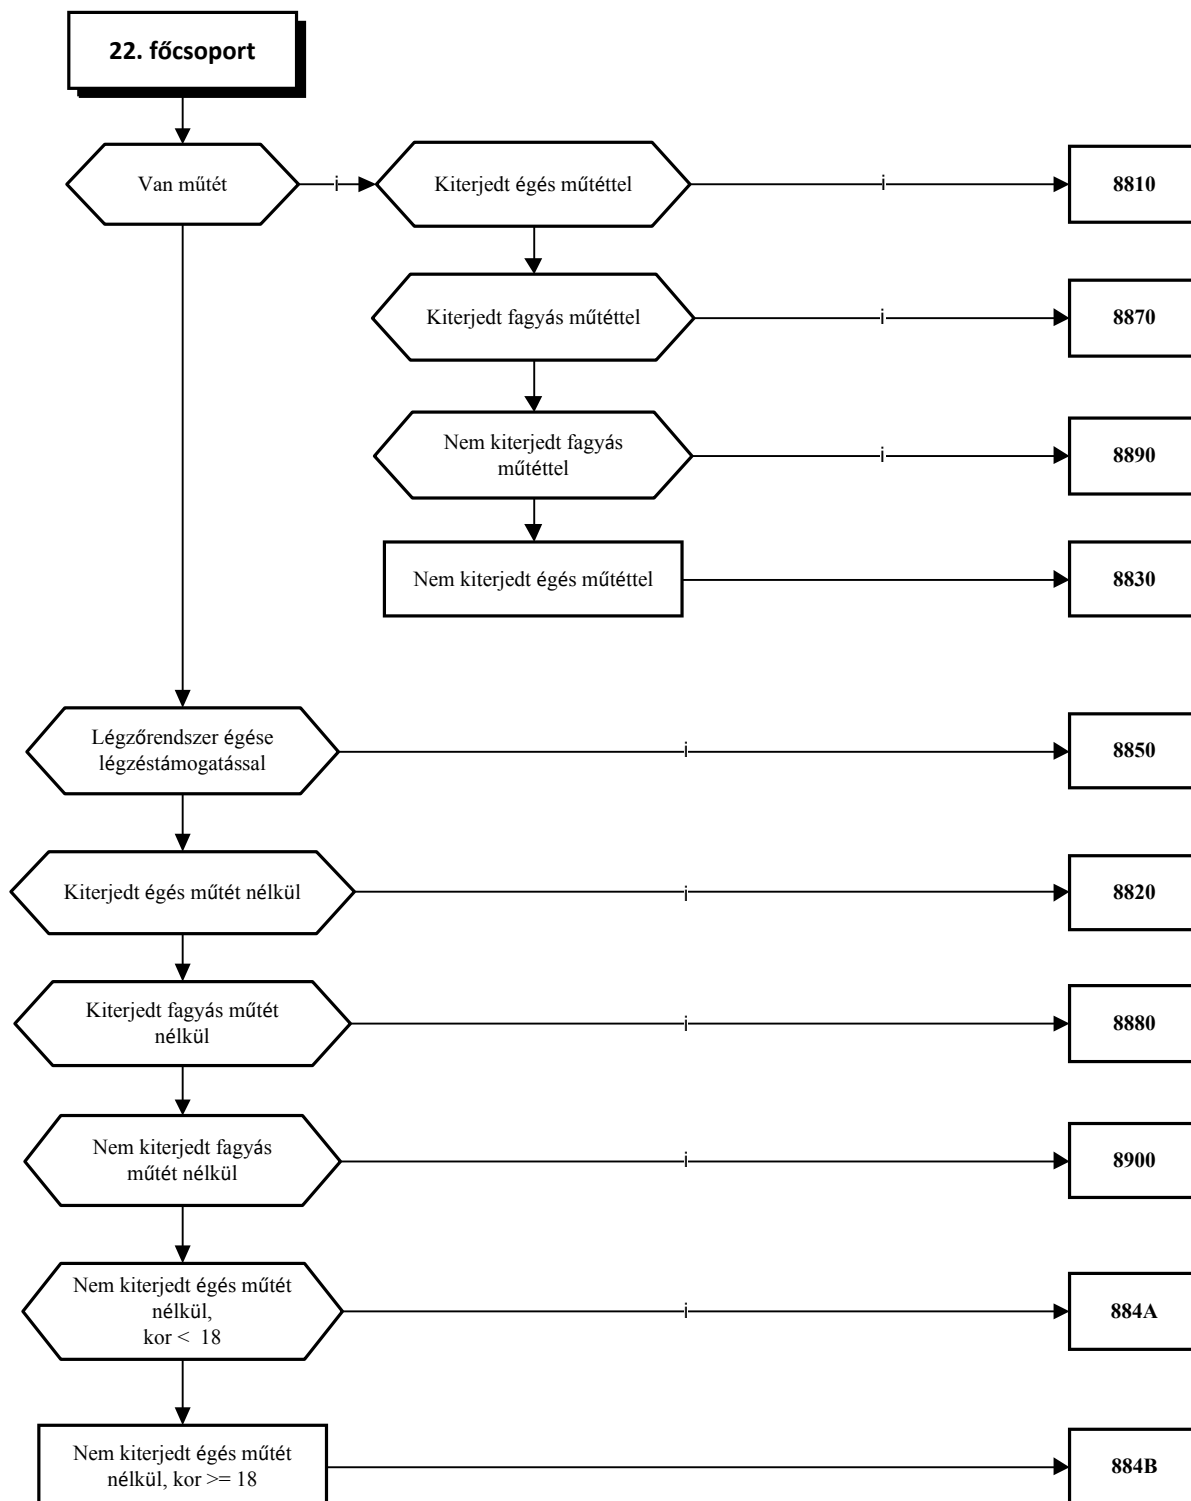 22. főcsoport
Van műtét
i
Kiterjedt égés műtéttel
i
8810
Kiterjedt fagyás műtéttel
i
8870
Nem kiterjedt fagyás
műtéttel
i
8890
Nem kiterjedt égés műtéttel
8830
Légzőrendszer égése
légzéstámogatással
i
8850
Kiterjedt égés műtét nélkül
i
8820
Kiterjedt fagyás műtét
nélkül
i
8880
Nem kiterjedt fagyás
műtét nélkül
i
8900
Nem kiterjedt égés műtét
nélkül,
kor < 18
i
884A
Nem kiterjedt égés műtét
nélkül, kor >= 18
884B